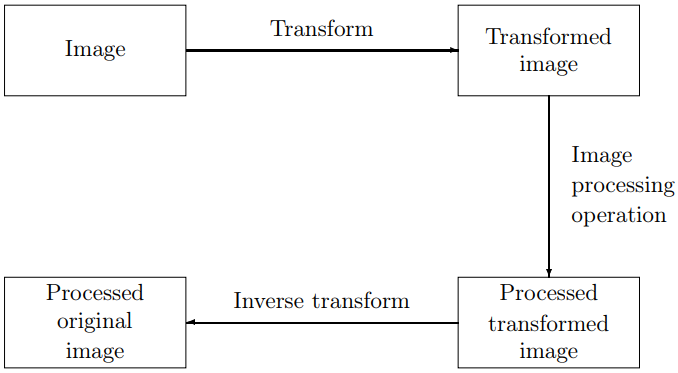 Image
Transform
Transformed
image
Image
processing
operation
Processed
original
image
Inverse transform
Processed
transformed
image